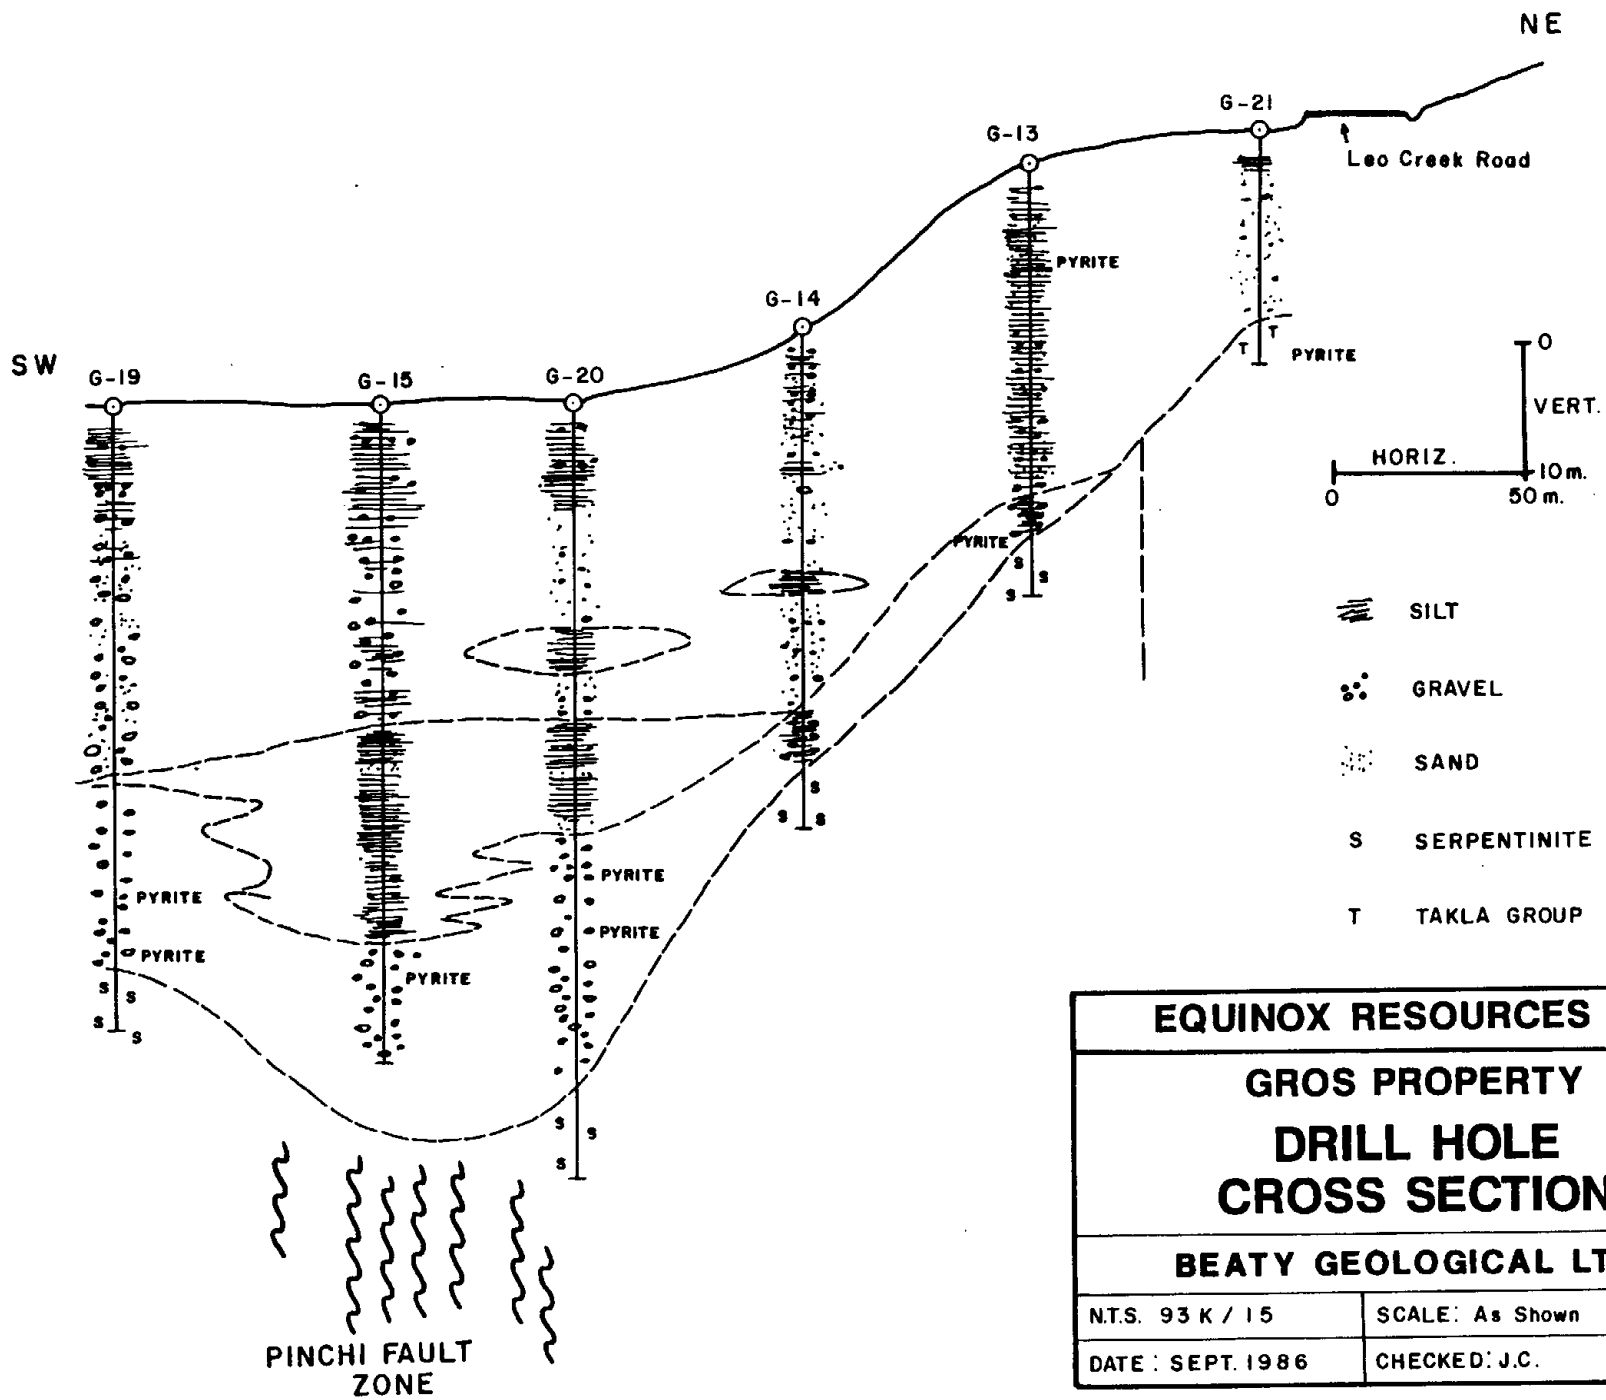 NE
G-21
G-13
Leo Creek Road
PYRITE
G-14
T
T
PYRITE
0
VERT.
SW
G-19
G-15
G-20
HORIZ.
10 m.
0
50 m.
PYRITE
S
S
S
SILT
GRAVEL
SAND
S
S
S
S SERPENTINITE
PYRITE
PYRITE
T TAKLA GROUP
PYRITE
PYRITE
PYRITE
S
S
S
S
S
S
S
EQUINOX RESOURCES
GROS PROPERTY
DRILL HOLE
CROSS SECTION
BEATY GEOLOGICAL LT
N.T.S. 93 K / 15
SCALE: As Shown
DATE: SEPT. 1986
CHECKED: J.C.
PINCHI FAULT
ZONE